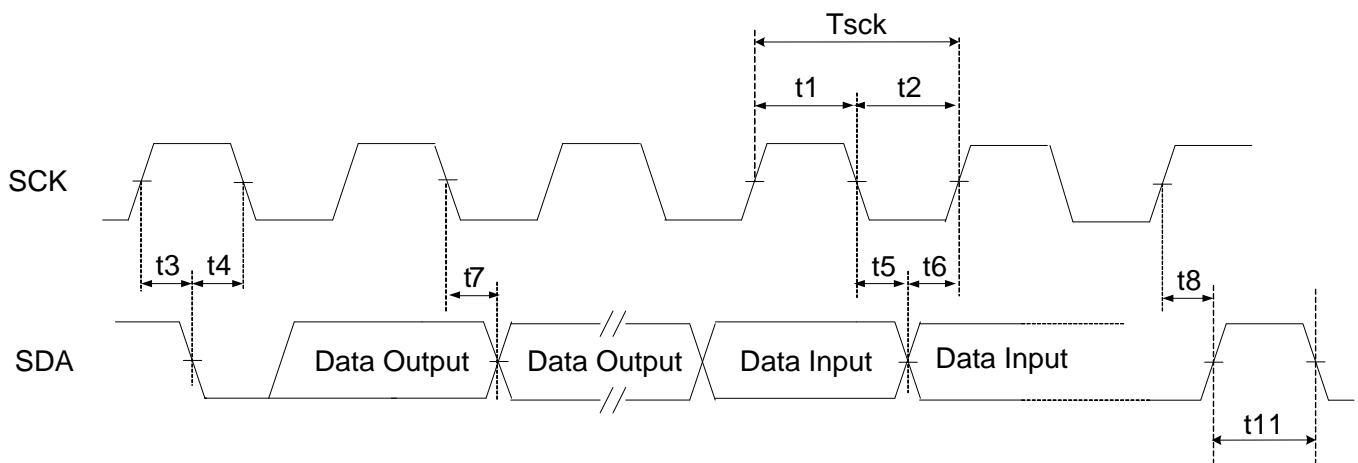 Tsck
t1
t2
SCK
t3
t4
t7
t5
t6
t8
SDA
Data Output
Data Output
Data Input
Data Input
t11